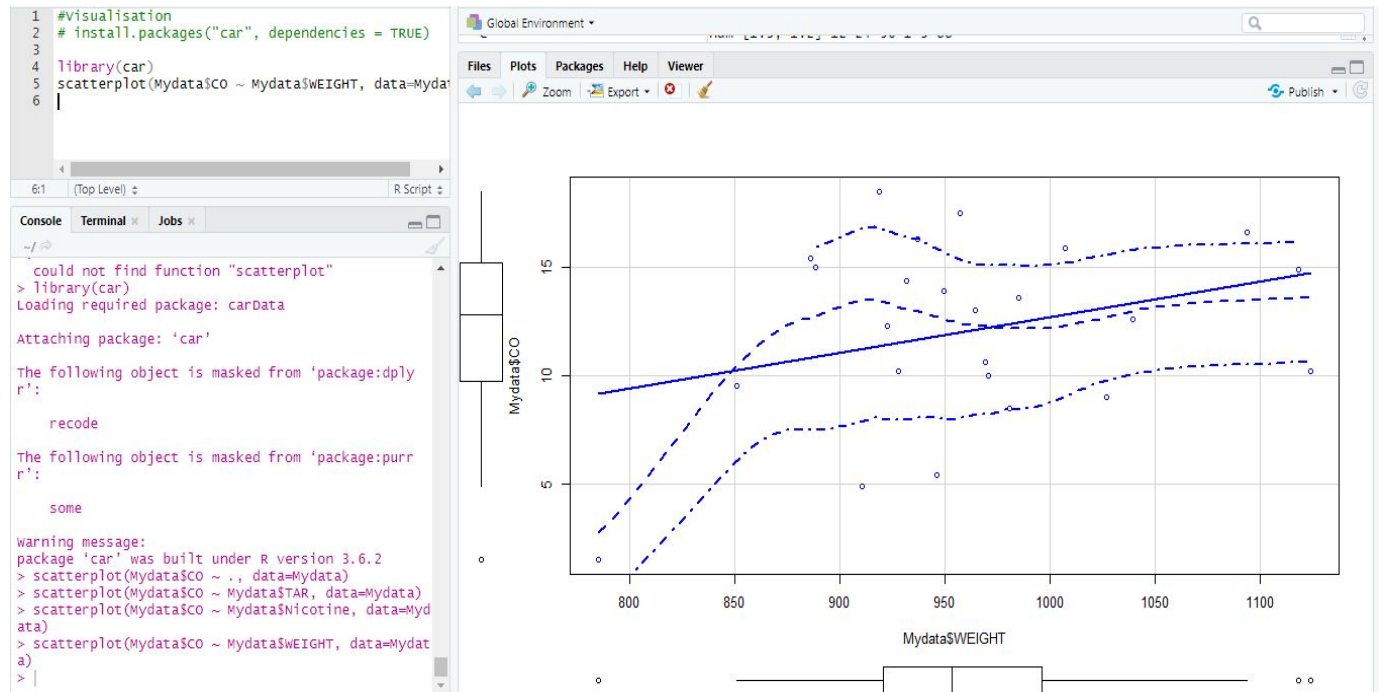 1 #Visualisation
2 # install.packages("car", dependencies = TRUE)
3
4 library(car)
5 scatterplot(Mydata$CO ~ Mydata$WEIGHT, data=Mydat
6
6:1 (Top Level) R Script
Console Terminal Jobs
~/
could not find function "scatterplot"
> library(car)
Loading required package: carData
Attaching package: ‘car’
The following object is masked from ‘package:dply
r’:
recode
The following object is masked from ‘package:purr
r’:
some
Warning message:
package ‘car’ was built under R version 3.6.2
> scatterplot(Mydata$CO ~ ., data=Mydata)
> scatterplot(Mydata$CO ~ Mydata$TAR, data=Mydata)
> scatterplot(Mydata$CO ~ Mydata$Nicotine, data=Myd
ata)
> scatterplot(Mydata$CO ~ Mydata$WEIGHT, data=Mydat
a)
>
Global Environment
Files Plots Packages Help Viewer
Zoom Export Publish
15
10
5
Mydata$CO
800 850 900 950 1000 1050 1100
Mydata$WEIGHT